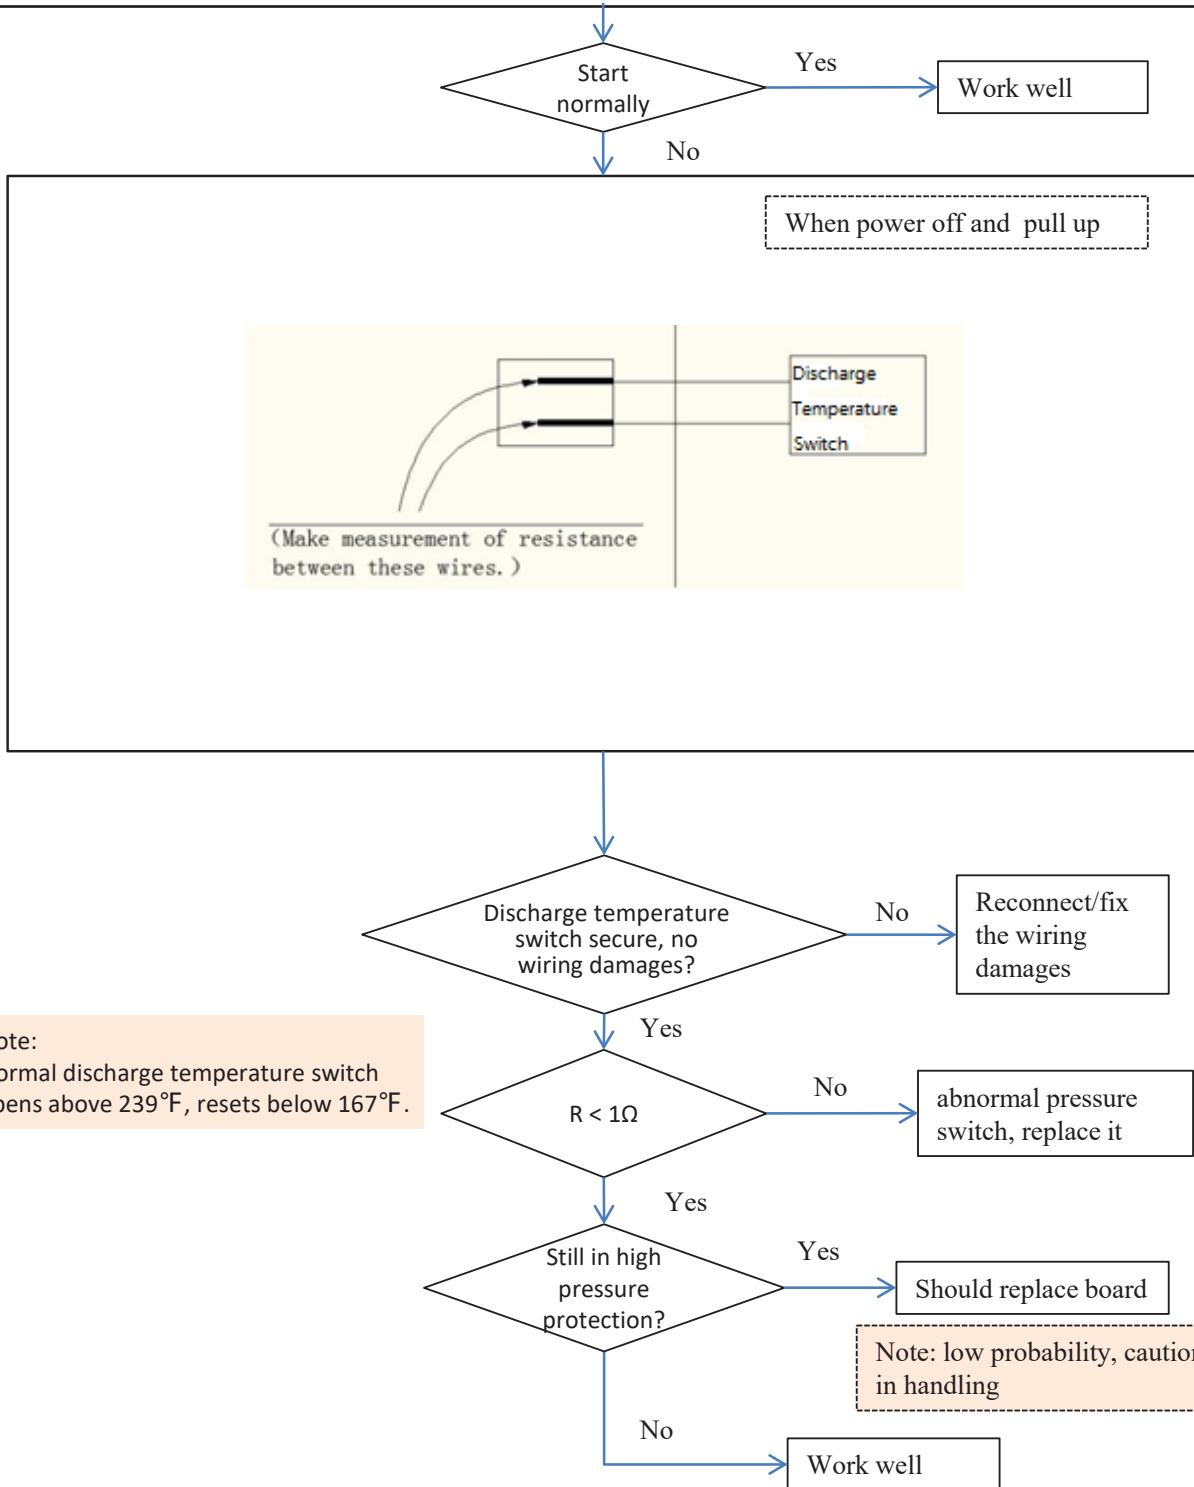 Start
normally
Yes
Work well
No
When power off and pull up
Discharge
Temperature
Switch
(Make measurement of resistance
between these wires.)
Discharge temperature
switch secure, no
wiring damages?
No
Reconnect/fix
the wiring
damages
Yes
ote:
ormal discharge temperature switch
pens above 239°F, resets below 167°F.
R < 1Ω
No
abnormal pressure
switch, replace it
Yes
Still in high
pressure
protection?
Yes
Should replace board
Note: low probability, caution
in handling
No
Work well